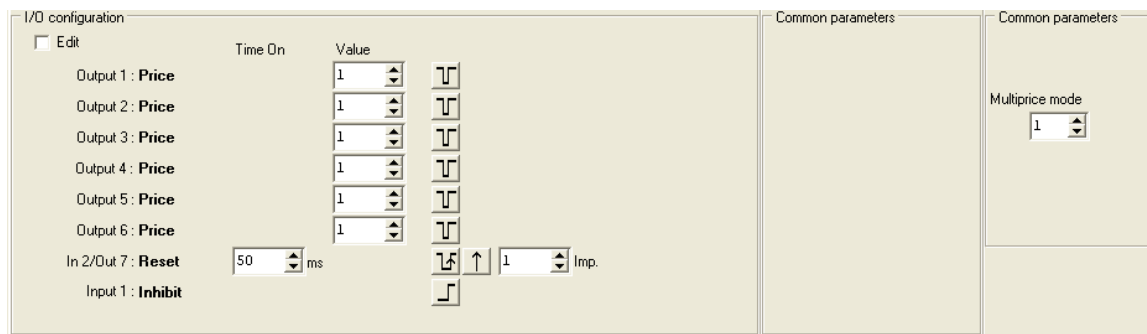 I/O configuration
Edit
Time On Value
Output 1 : Price 1
Output 2 : Price 1
Output 3 : Price 1
Output 4 : Price 1
Output 5 : Price 1
Output 6 : Price 1
In 2/Out 7 : Reset 50 ms 1 Imp.
Input 1 : Inhibit
Common parameters
Common parameters
Multiprice mode
1